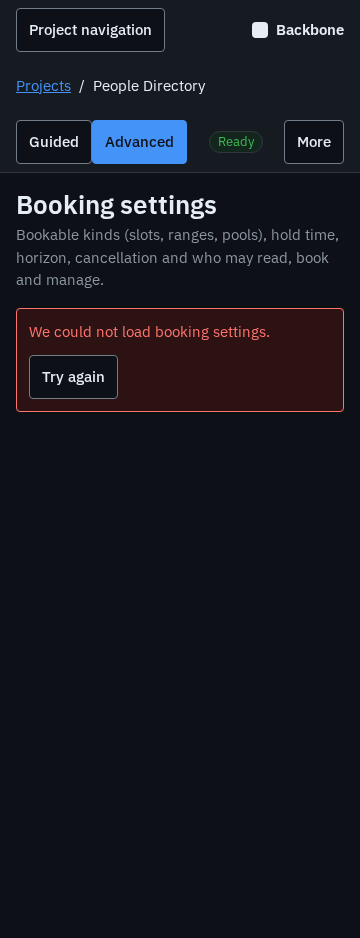 Project navigation
Backbone
Projects / People Directory
Guided Advanced Ready More
Booking settings
Bookable kinds (slots, ranges, pools), hold time,
horizon, cancellation and who may read, book
and manage.
We could not load booking settings.
Try again